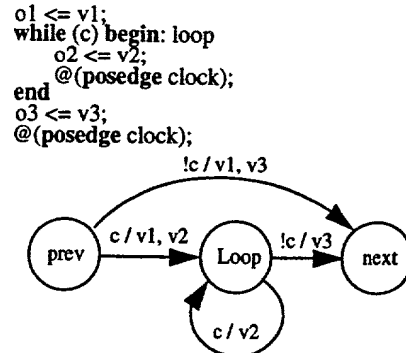 o1 <= v1;
while (c) begin: loop
o2 <= v2;
@(posedge clock);
end
o3 <= v3;
@(posedge clock);
!c / v1, v3
prev
c / v1, v2
Loop
!c / v3
next
c / v2